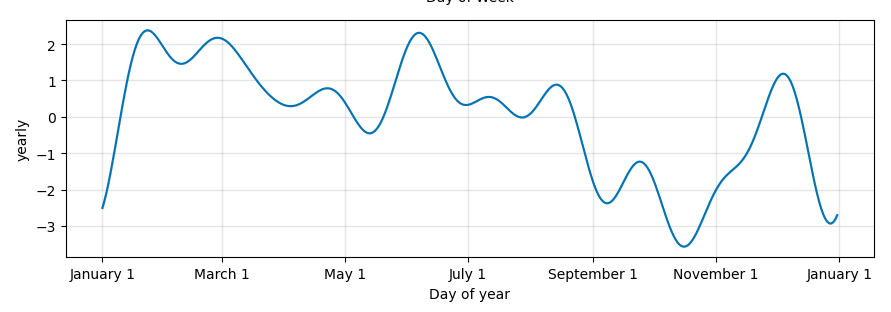 Day of week
2
1
0
−1
−2
−3
yearly
January 1 March 1 May 1 July 1 September 1 November 1 January 1
Day of year